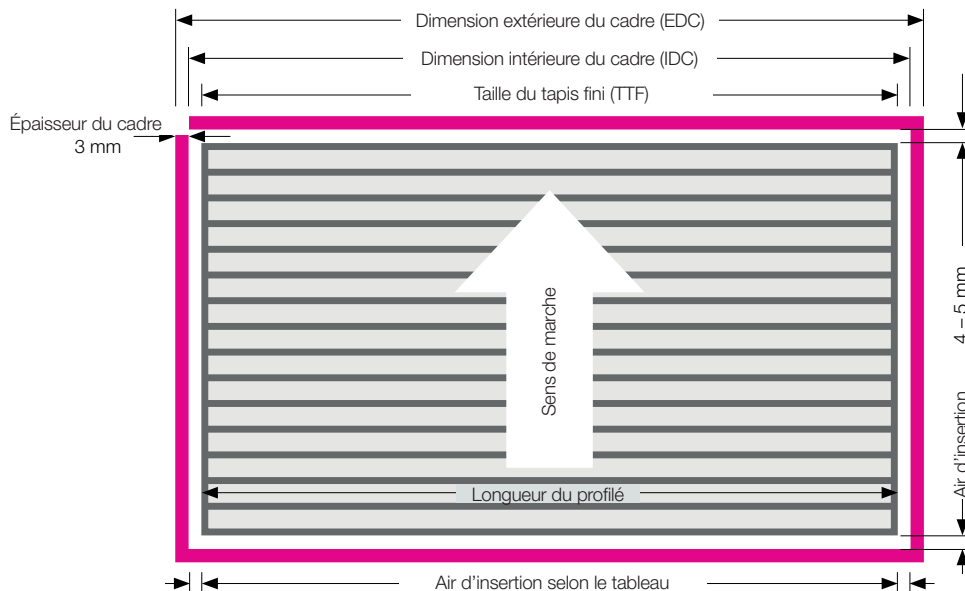 Dimension extérieure du cadre (EDC)
Dimension intérieure du cadre (IDC)
Taille du tapis fini (TTF)
Épaisseur du cadre
3 mm
Sens de marche
4 – 5 mm
Air d’insertion
Longueur du profilé
Air d’insertion selon le tableau